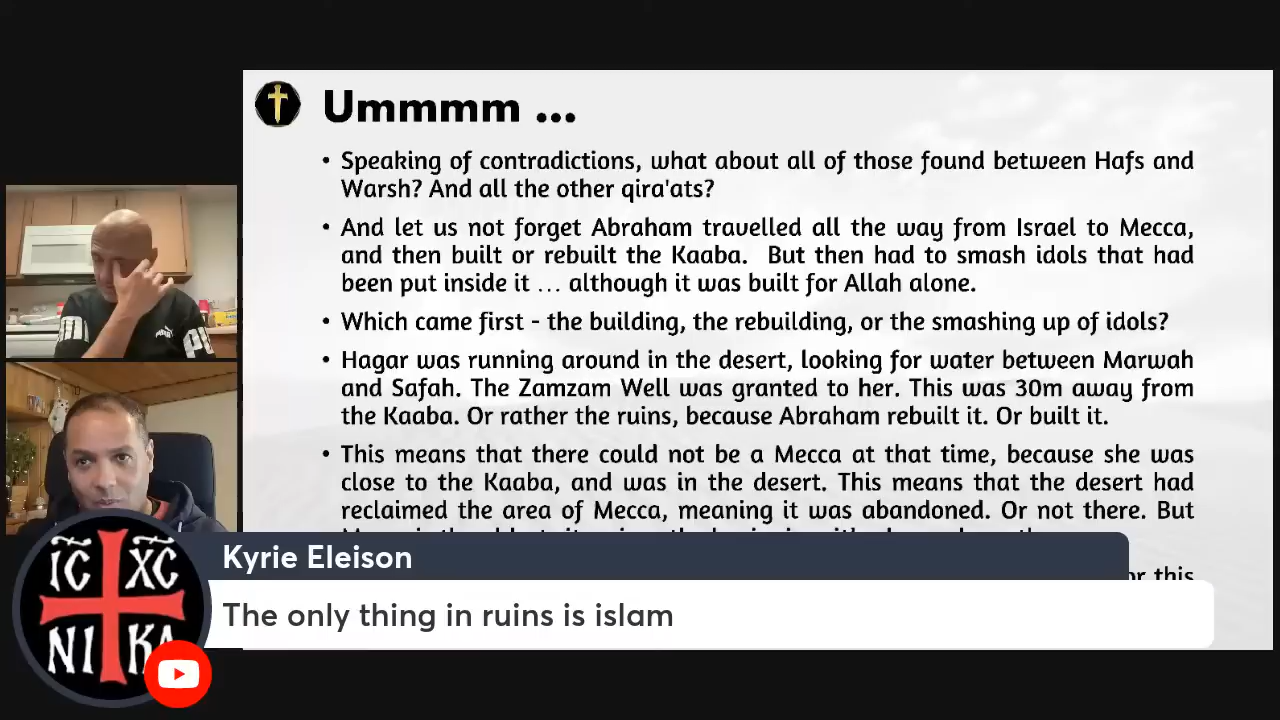 Ummmm ...
• Speaking of contradictions, what about all of those found between Hafs and
Warsh? And all the other qira'ats?
• And let us not forget Abraham travelled all the way from Israel to Mecca,
and then built or rebuilt the Kaaba. But then had to smash idols that had
been put inside it ... although it was built for Allah alone.
• Which came first - the building, the rebuilding, or the smashing up of idols?
• Hagar was running around in the desert, looking for water between Marwah
and Safah. The Zamzam Well was granted to her. This was 30m away from
the Kaaba. Or rather the ruins, because Abraham rebuilt it. Or built it.
• This means that there could not be a Mecca at that time, because she was
close to the Kaaba, and was in the desert. This means that the desert had
reclaimed the area of Mecca, meaning it was abandoned. Or not there. But
or this
Kyrie Eleison
The only thing in ruins is islam
IC XC
NI KA